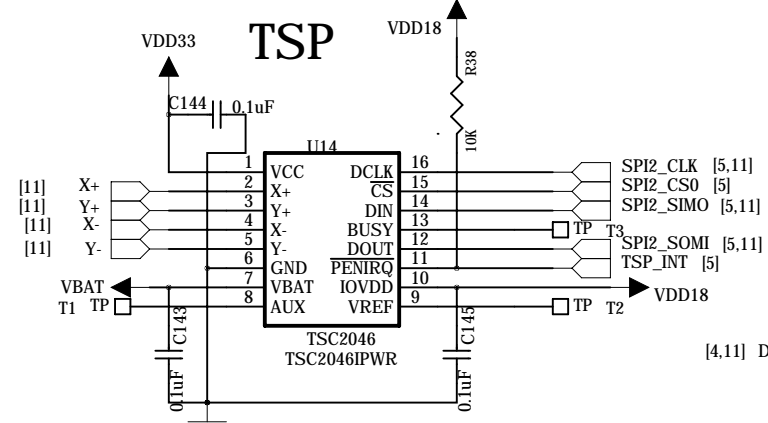 TSP
VDD33
VDD18
C144
0.1uF
R38
10K
U14
1 VCC DCLK 16 SPI2_CLK [5,11]
[11] X+ 2 X+ CS 15 SPI2_CS0 [5]
[11] Y+ 3 Y+ DIN 14 SPI2_SIMO [5,11]
[11] X- 4 X- BUSY 13 TP T3
[11] Y- 5 Y- DOUT 12 SPI2_SOMI [5,11]
6 GND PENIRQ 11 TSP_INT [5]
VBAT 7 VBAT IOVDD 10 VDD18
T1 TP 8 AUX VREF 9 TP T2
C143
0.1uF
C145
0.1uF
TSC2046
TSC2046IPWR
[4,11] D